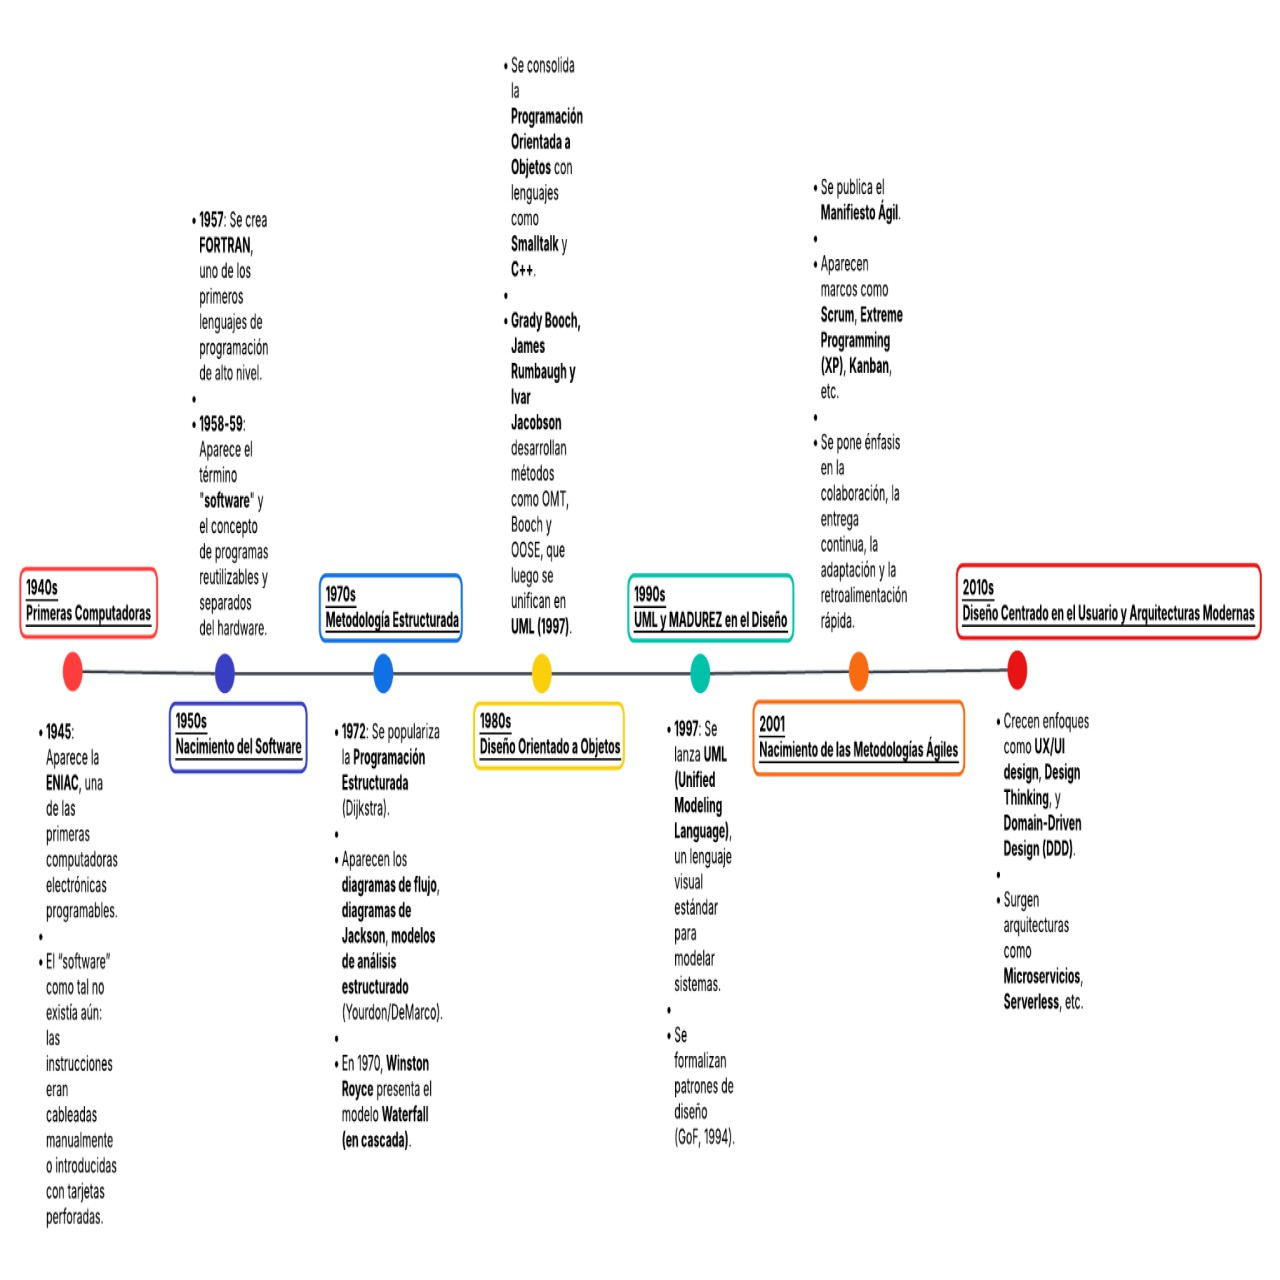 1940s
Primeras Computadoras
• 1945:
Aparece la
ENIAC, una
de las
primeras
computadoras
electrónicas
programables.
•
• El “software”
como tal no
existía aún:
las
instrucciones
eran
cableadas
manualmente
o introducidas
con tarjetas
perforadas.
1950s
Nacimiento del Software
• 1957: Se crea
FORTRAN,
uno de los
primeros
lenguajes de
programación
de alto nivel.
•
• 1958-59:
Aparece el
término
"software" y
el concepto
de programas
reutilizables y
separados
del hardware.
1970s
Metodología Estructurada
• 1972: Se populariza
la Programación
Estructurada
(Dijkstra).
•
• Aparecen los
diagramas de flujo,
diagramas de
Jackson, modelos
de análisis
estructurado
(Yourdon/DeMarco).
•
• En 1970, Winston
Royce presenta el
modelo Waterfall
(en cascada).
1980s
Diseño Orientado a Objetos
• Se consolida
la
Programación
Orientada a
Objetos con
lenguajes
como
Smalltalk y
C++.
•
• Grady Booch,
James
Rumbaugh y
Ivar
Jacobson
desarrollan
métodos
como OMT,
Booch y
OOSE, que
luego se
unifican en
UML (1997).
1990s
UML y MADUREZ en el Diseño
• 1997: Se
lanza UML
(Unified
Modeling
Language),
un lenguaje
visual
estándar
para
modelar
sistemas.
•
• Se
formalizan
patrones de
diseño
(GoF, 1994).
2001
Nacimiento de las Metodologías Ágiles
• Se publica el
Manifiesto Ágil.
•
• Aparecen
marcos como
Scrum, Extreme
Programming
(XP), Kanban,
etc.
•
• Se pone énfasis
en la
colaboración, la
entrega
continua, la
adaptación y la
retroalimentación
rápida.
2010s
Diseño Centrado en el Usuario y Arquitecturas Modernas
• Crecen enfoques
como UX/UI
design, Design
Thinking, y
Domain-Driven
Design (DDD).
•
• Surgen
arquitecturas
como
Microservicios,
Serverless, etc.